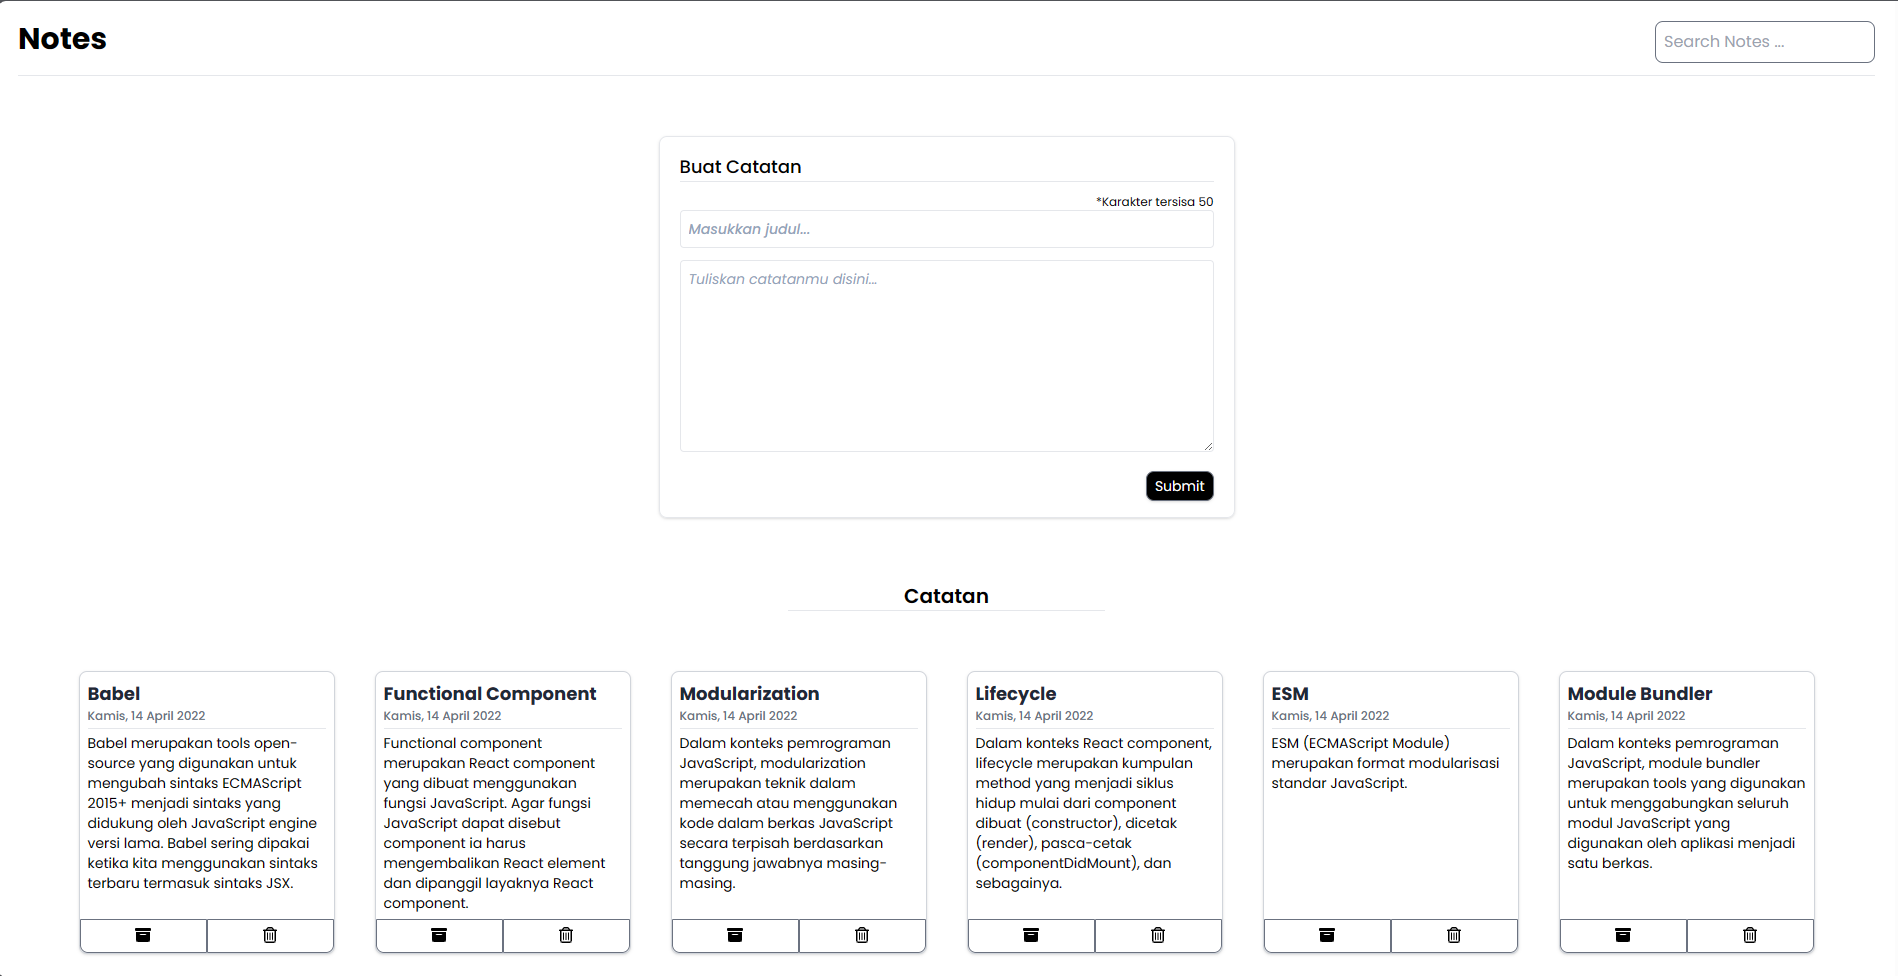 Notes
Search Notes ...
Buat Catatan
*Karakter tersisa 50
Masukkan judul...
Tuliskan catatanmu disini...
Submit
Catatan
Babel
Kamis, 14 April 2022
Babel merupakan tools open-
source yang digunakan untuk
mengubah sintaks ECMAScript
2015+ menjadi sintaks yang
didukung oleh JavaScript engine
versi lama. Babel sering dipakai
ketika kita menggunakan sintaks
terbaru termasuk sintaks JSX.
Functional Component
Kamis, 14 April 2022
Functional component
merupakan React component
yang dibuat menggunakan
fungsi JavaScript. Agar fungsi
JavaScript dapat disebut
component ia harus
mengembalikan React element
dan dipanggil layaknya React
component.
Modularization
Kamis, 14 April 2022
Dalam konteks pemrograman
JavaScript, modularization
merupakan teknik dalam
memecah atau menggunakan
kode dalam berkas JavaScript
secara terpisah berdasarkan
tanggung jawabnya masing-
masing.
Lifecycle
Kamis, 14 April 2022
Dalam konteks React component,
lifecycle merupakan kumpulan
method yang menjadi siklus
hidup mulai dari component
dibuat (constructor), dicetak
(render), pasca-cetak
(componentDidMount), dan
sebagainya.
ESM
Kamis, 14 April 2022
ESM (ECMAScript Module)
merupakan format modularisasi
standar JavaScript.
Module Bundler
Kamis, 14 April 2022
Dalam konteks pemrograman
JavaScript, module bundler
merupakan tools yang digunakan
untuk menggabungkan seluruh
modul JavaScript yang
digunakan oleh aplikasi menjadi
satu berkas.